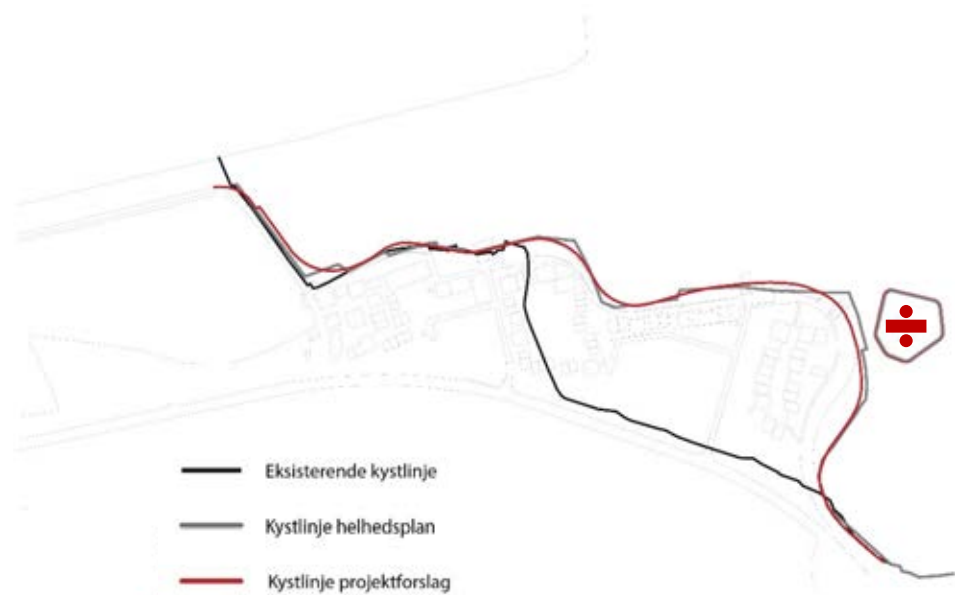 Eksisterende kystlinje
Kystlinje helhedsplan
Kystlinje projektforslag